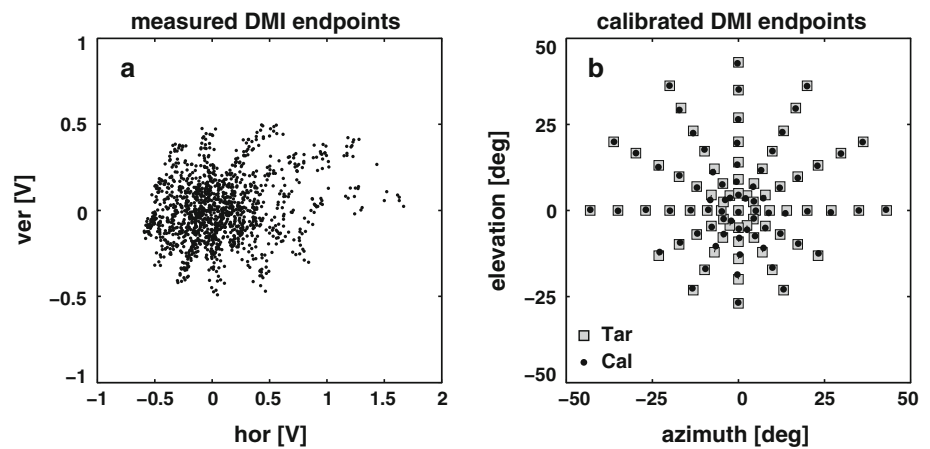 measured DMI endpoints
a
1
0.5
0
−0.5
−1
−1 −0.5 0 0.5 1 1.5 2
ver [V]
hor [V]
calibrated DMI endpoints
b
50
25
0
−25
−50
−50 −25 0 25 50
elevation [deg]
azimuth [deg]
Tar
Cal